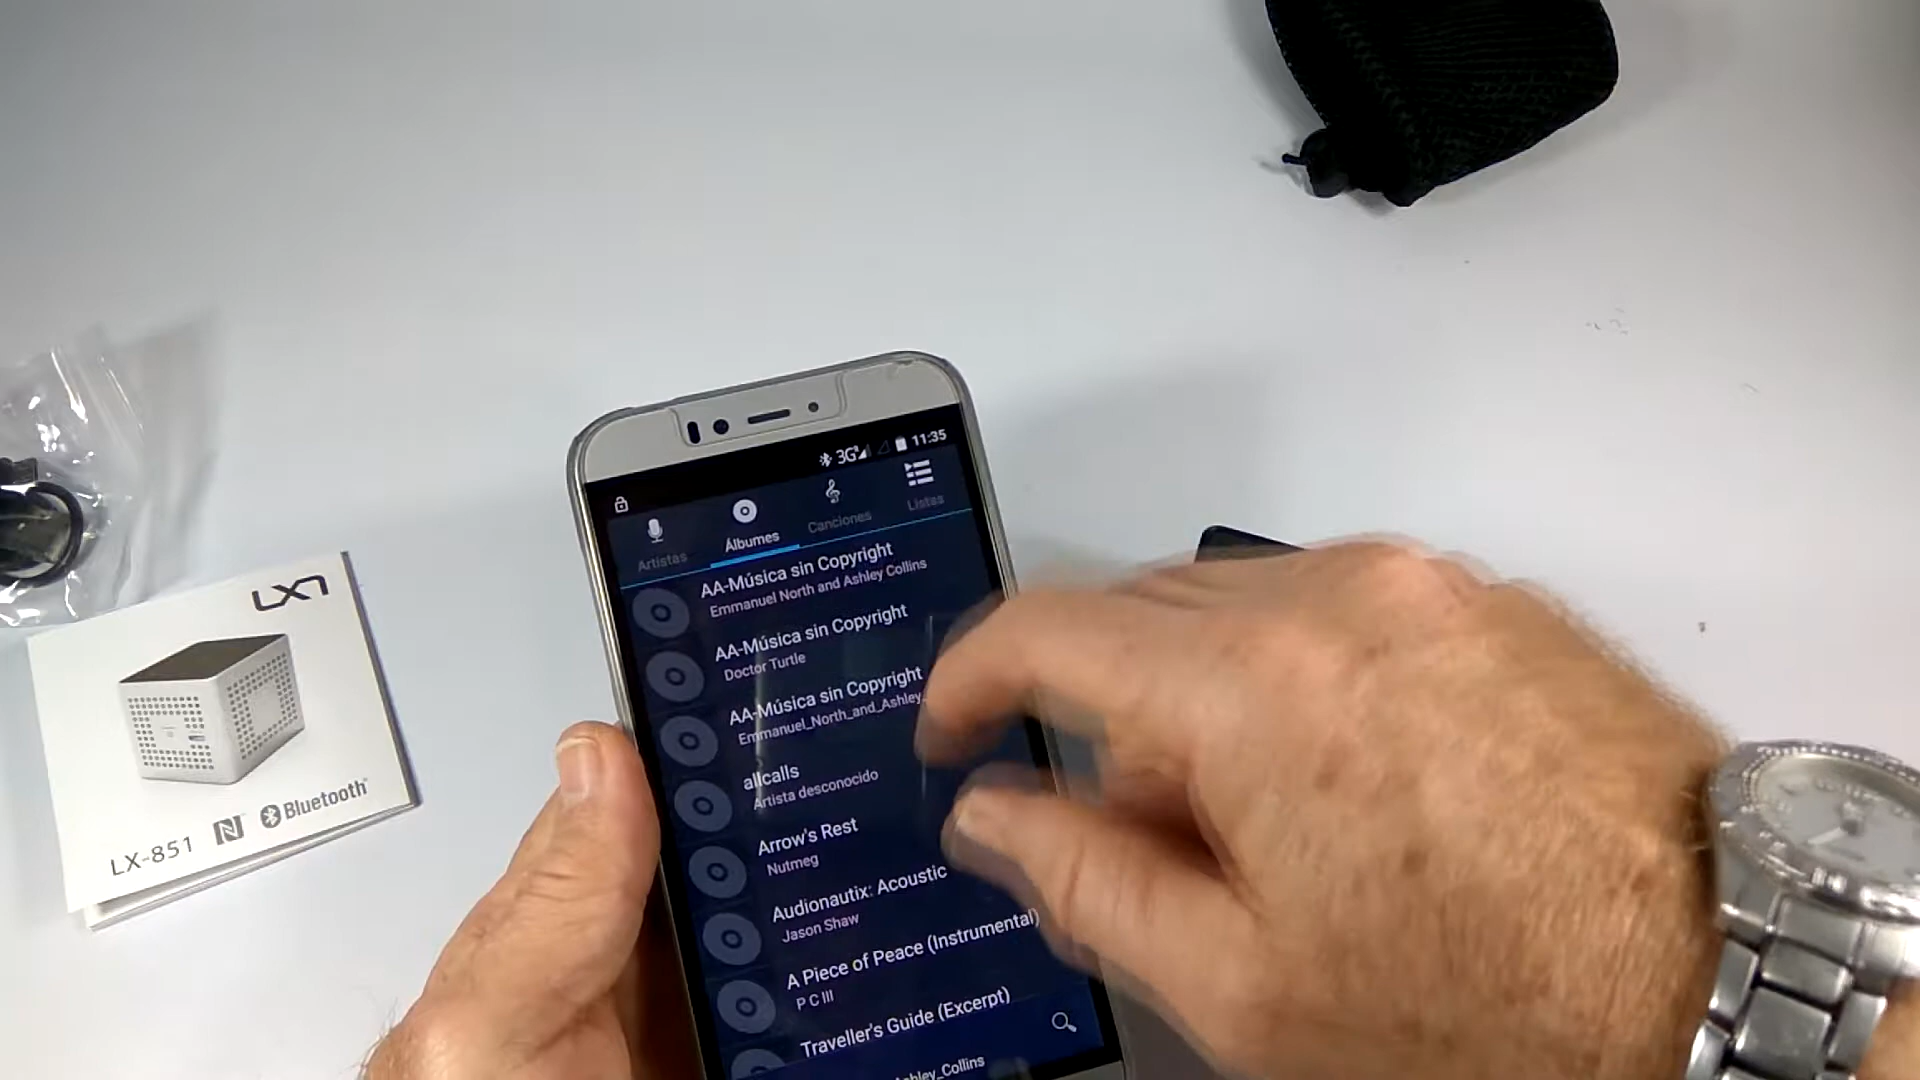 3G
11:35
Artistas
Álbumes
Canciones
Listas
AA-Música sin Copyright
Emmanuel North and Ashley Collins
AA-Música sin Copyright
Doctor Turtle
AA-Música sin Copyright
Emmanuel_North_and_Ashley_
allcalls
Artista desconocido
Arrow's Rest
Nutmeg
Audionautix: Acoustic
Jason Shaw
A Piece of Peace (Instrumental)
P C III
Traveller's Guide (Excerpt)
Ashley_Collins
LX-851
Bluetooth